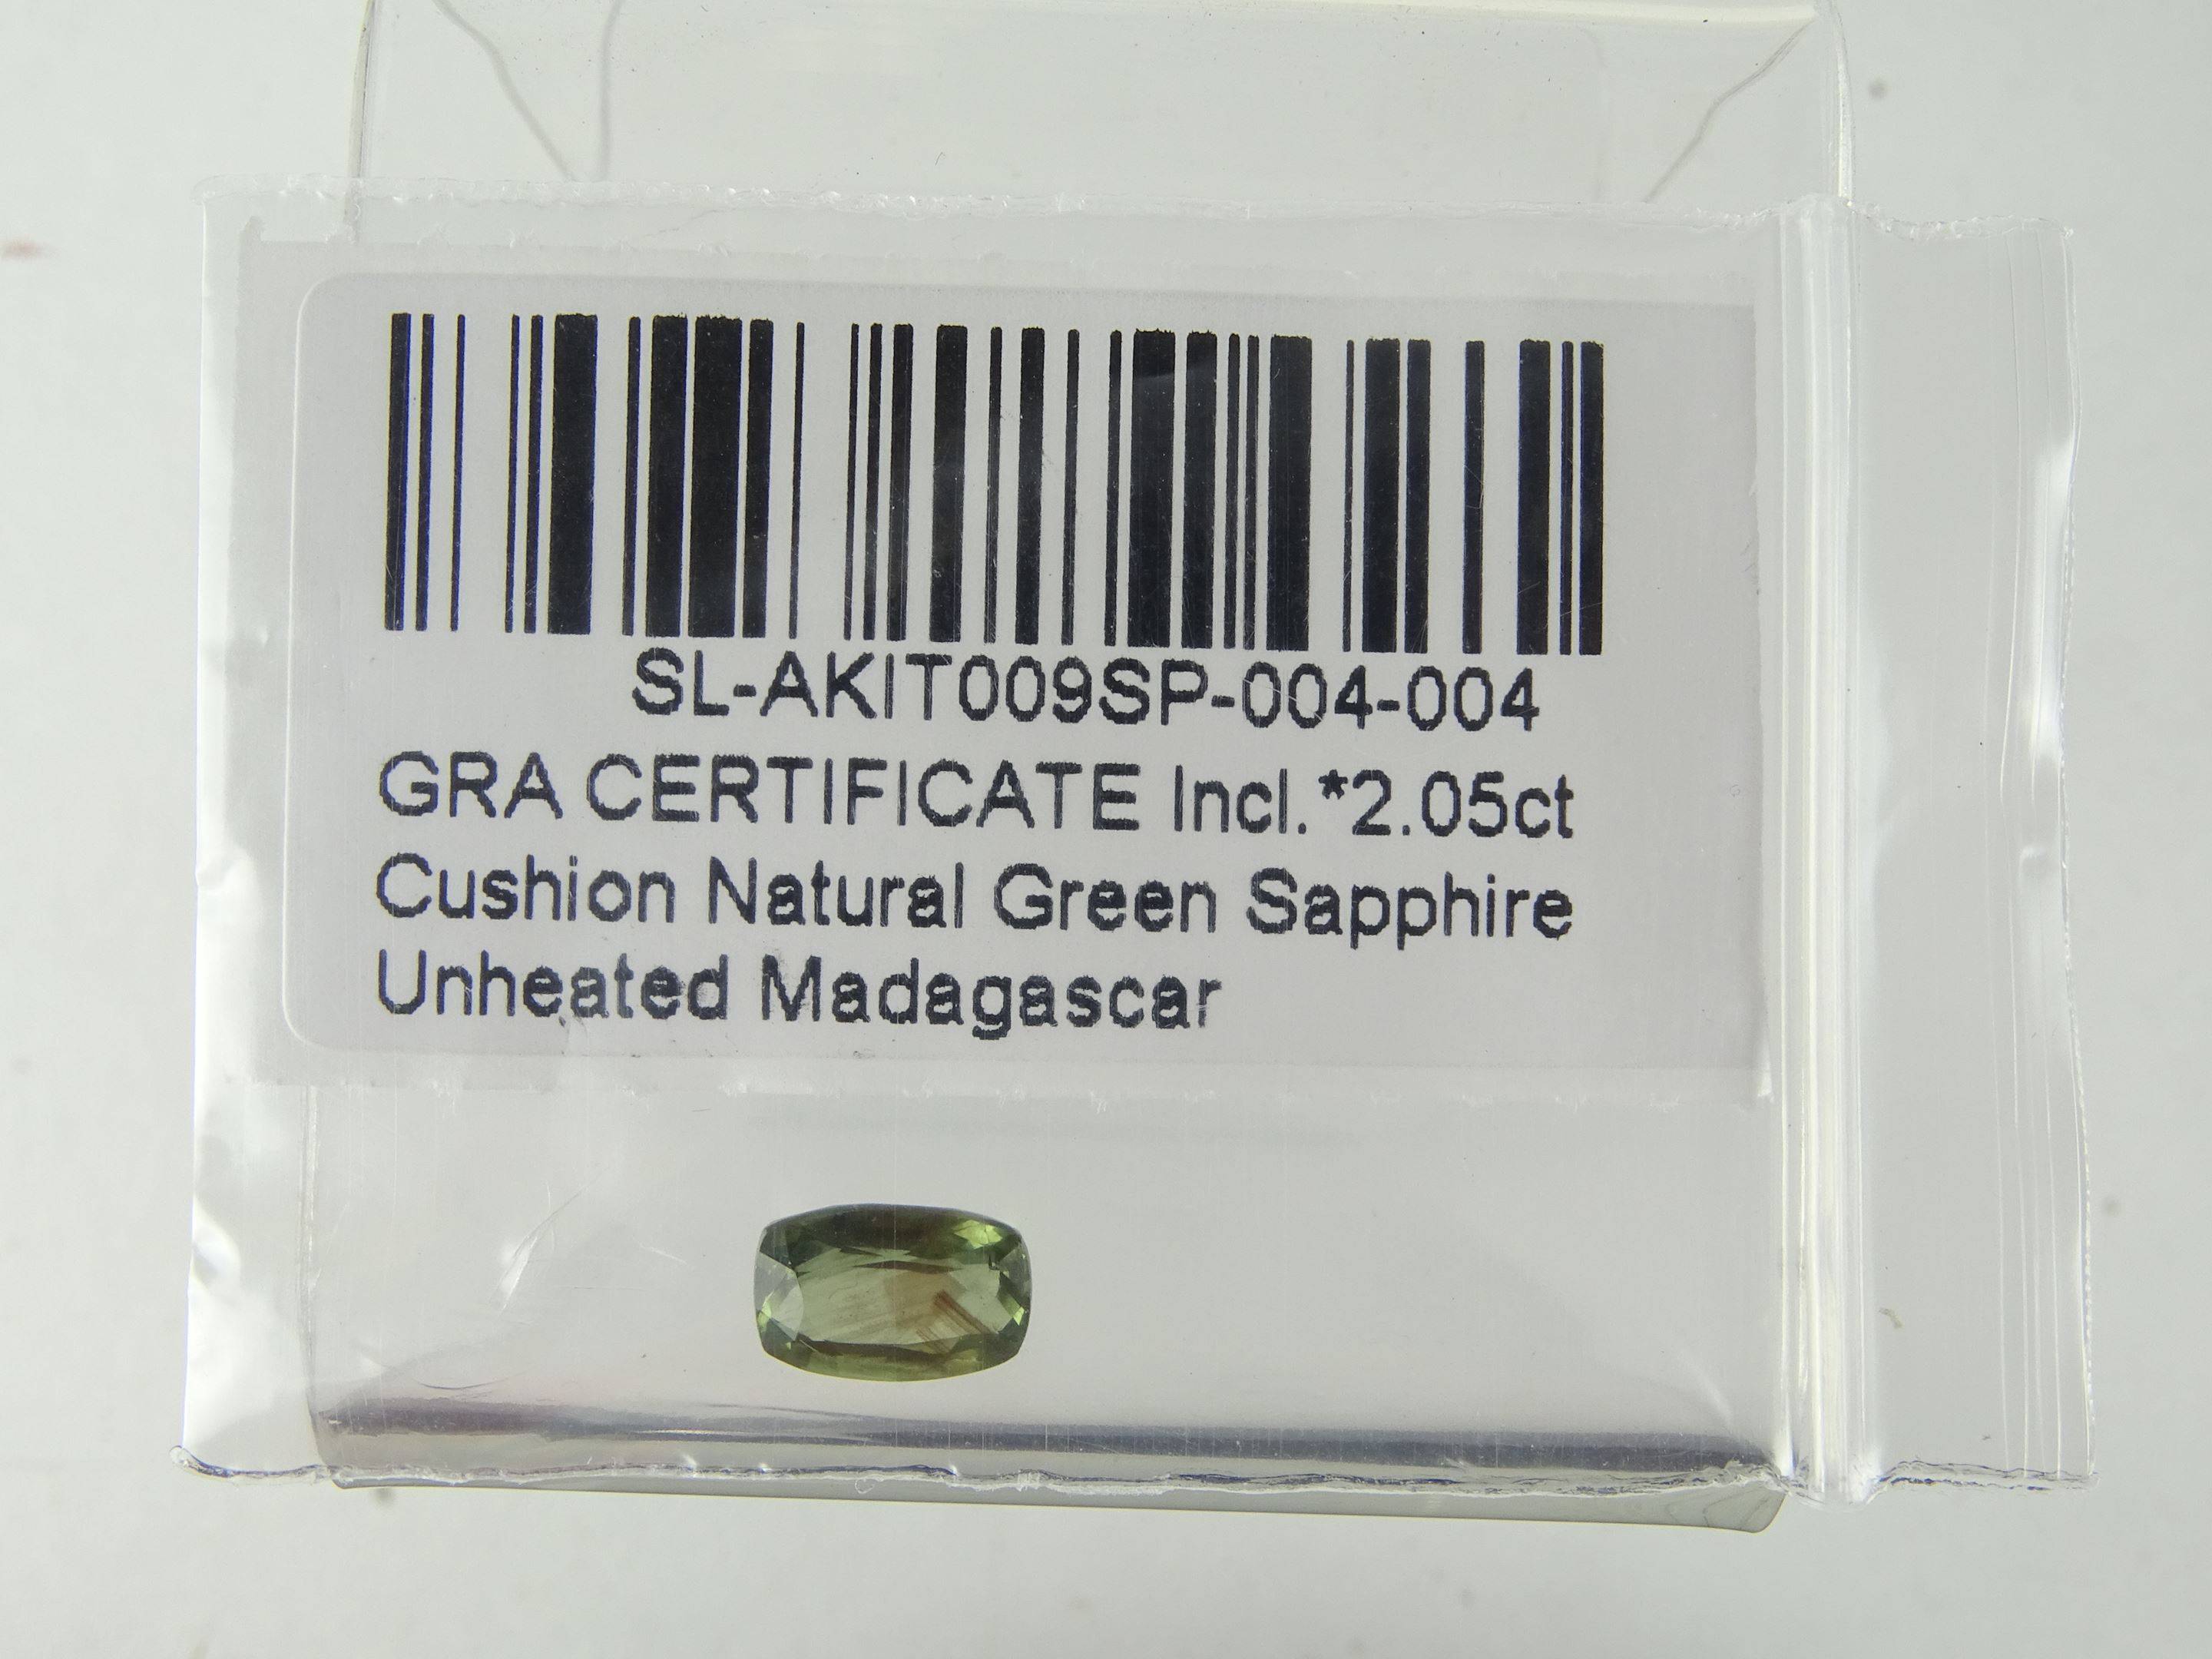 SL-AKIT009SP-004-004
GRA CERTIFICATE Incl.*2.05ct
Cushion Natural Green Sapphire
Unheated Madagascar